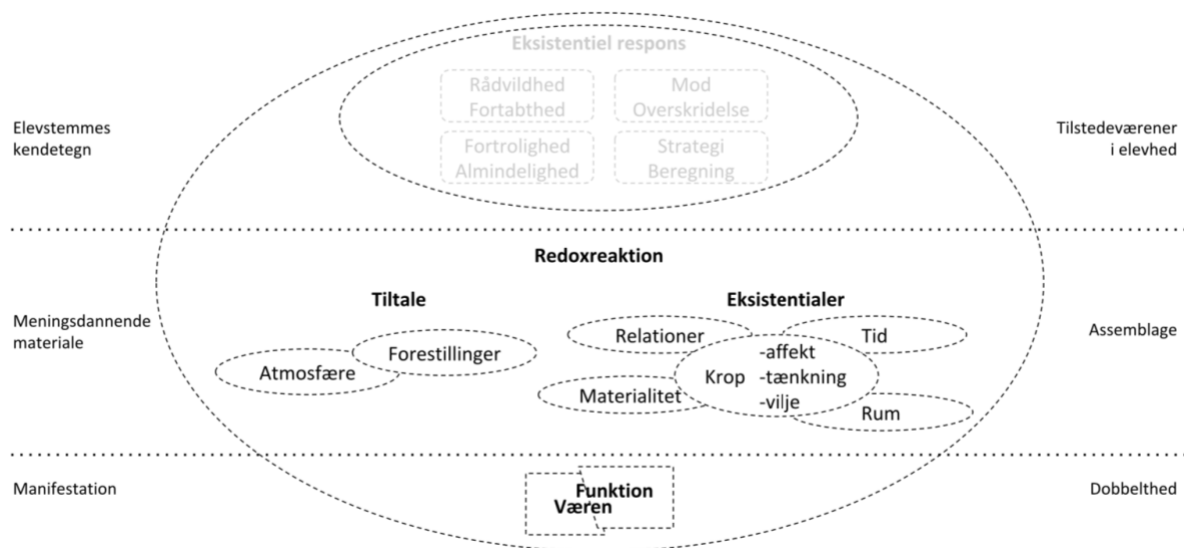 Eksistentiel respons
Rådvildhed
Fortabthed
Mod
Overskridelse
Elevstemmes
kendetegn
Tilstedeværener
i elevhed
Fortrolighed
Almindelighed
Strategi
Beregning
Redoxreaktion
Tiltale
Eksistentialer
Meningsdannende
materiale
Assemblage
Atmosfære
Forestillinger
Relationer
Tid
Krop
-affekt
-tænkning
-vilje
Materialitet
Rum
Manifestation
Funktion
Væren
Dobbelthed